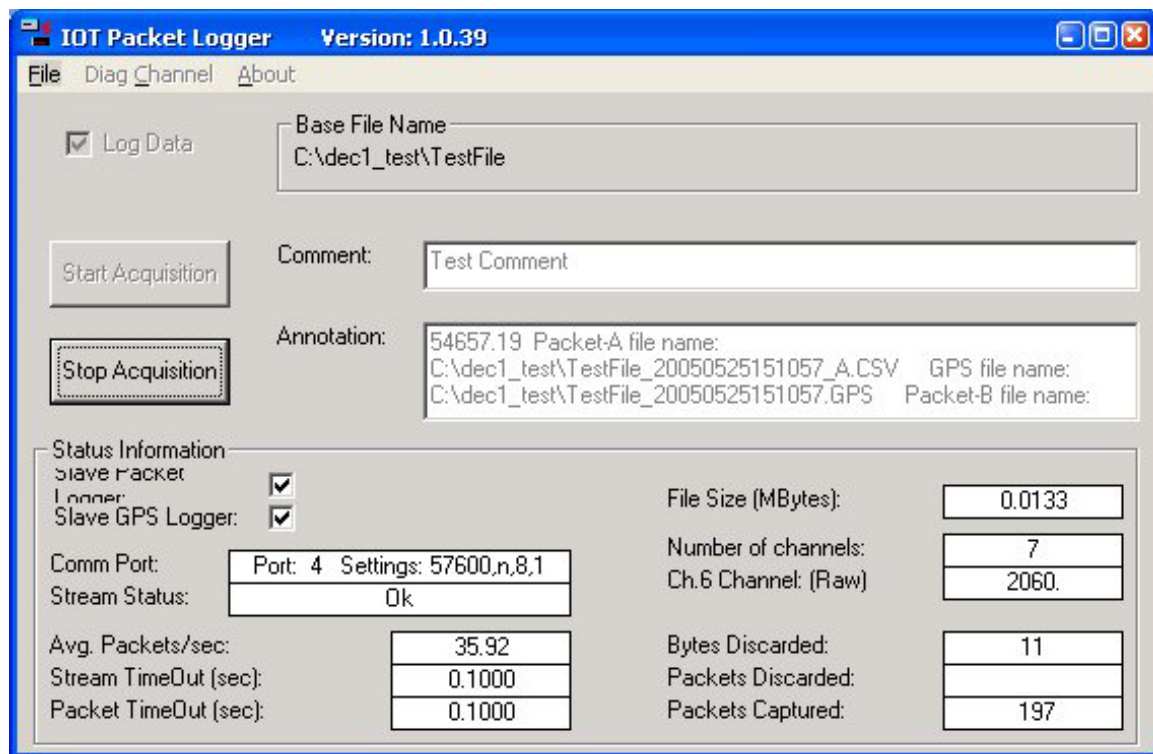 IOT Packet Logger Version: 1.0.39
File Diag Channel About
Log Data
Base File Name
C:\dec1_test\TestFile
Start Acquisition
Comment:
Test Comment
Stop Acquisition
Annotation:
54657.19 Packet-A file name:
C:\dec1_test\TestFile_20050525151057_A.CSV GPS file name:
C:\dec1_test\TestFile_20050525151057.GPS Packet-B file name:
Status Information
Slave Packet
Logger:
Slave GPS Logger:
Comm Port: Port: 4 Settings: 57600,n,8,1
Stream Status: Ok
Avg. Packets/sec: 35.92
Stream TimeOut (sec): 0.1000
Packet TimeOut (sec): 0.1000
File Size (MBytes): 0.0133
Number of channels: 7
Ch.6 Channel: (Raw) 2060.
Bytes Discarded: 11
Packets Discarded:
Packets Captured: 197